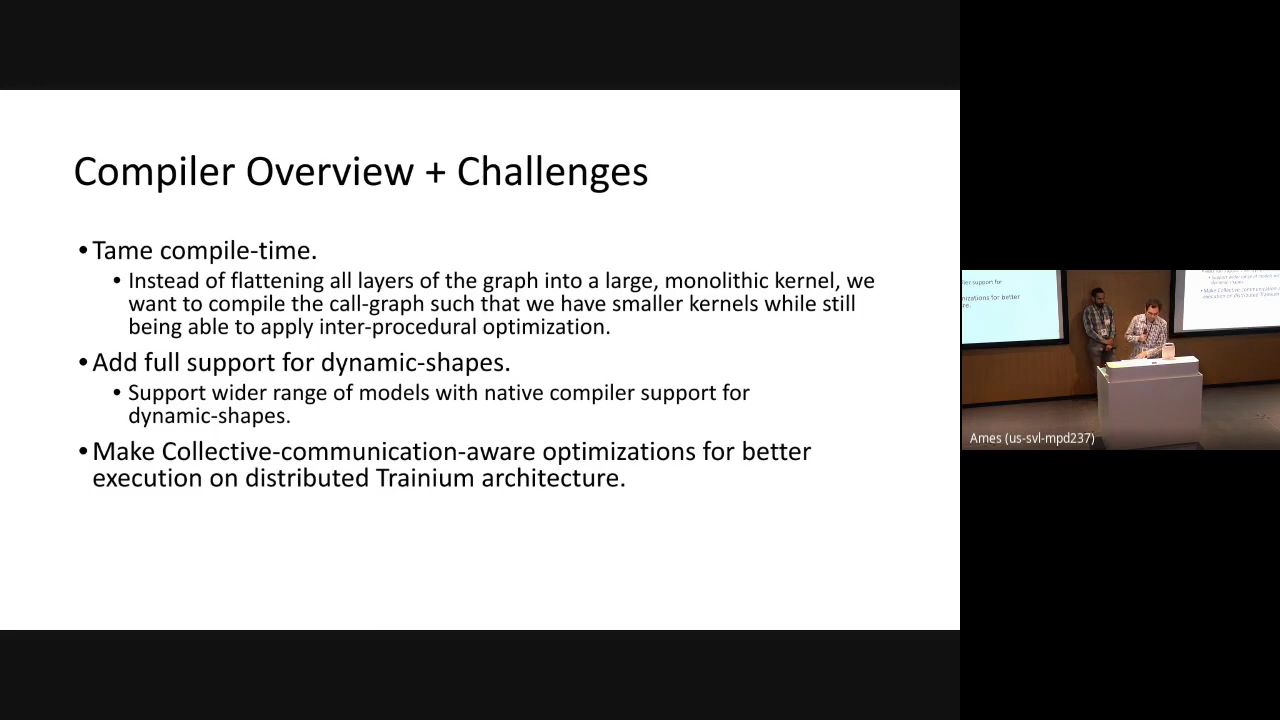 Compiler Overview + Challenges
•Tame compile-time.
• Instead of flattening all layers of the graph into a large, monolithic kernel, we
want to compile the call-graph such that we have smaller kernels while still
being able to apply inter-procedural optimization.
•Add full support for dynamic-shapes.
• Support wider range of models with native compiler support for
dynamic-shapes.
•Make Collective-communication-aware optimizations for better
execution on distributed Trainium architecture.
Ames (us-svl-mpd237)